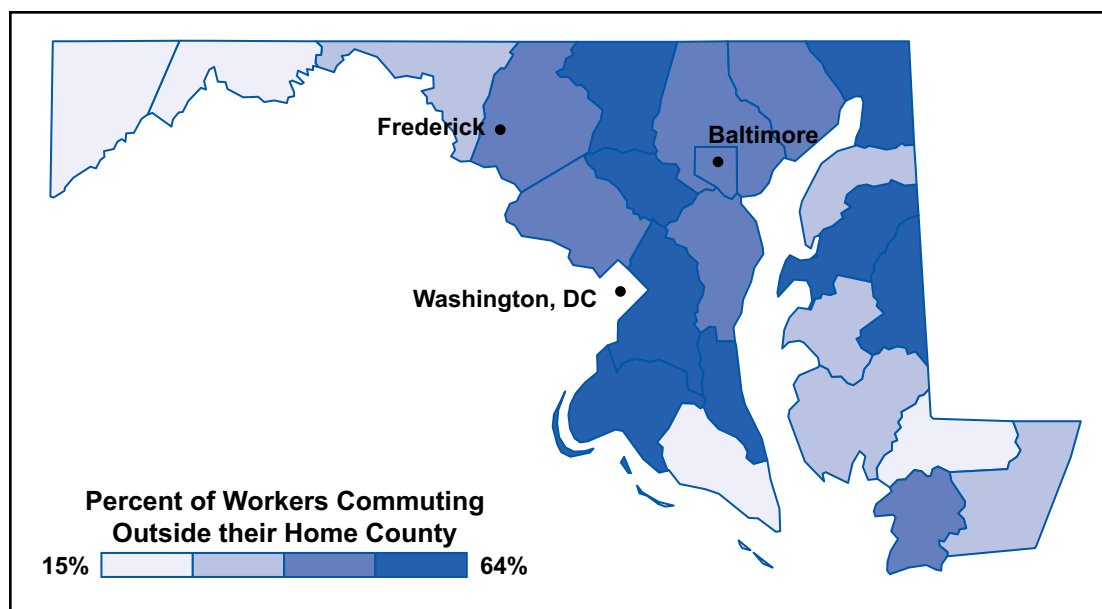 Frederick
Baltimore
Washington, DC
Percent of Workers Commuting
Outside their Home County
15% 64%